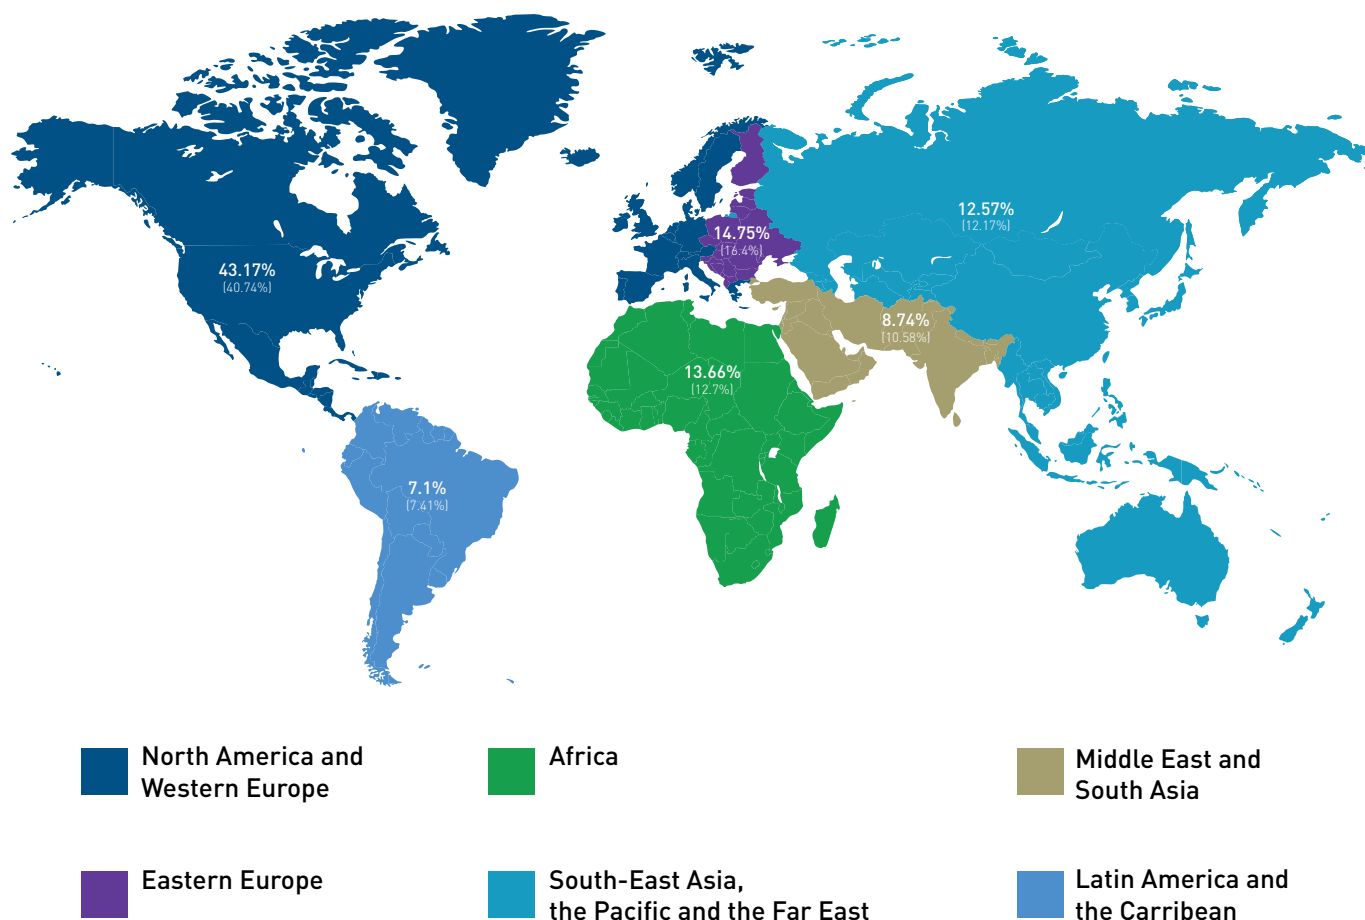 12.57%
(12.17%)
14.75%
(16.4%)
43.17%
(40.74%)
8.74%
(10.58%)
13.66%
(12.7%)
7.1%
(7.41%)
North America and
Western Europe
Africa
Middle East and
South Asia
Eastern Europe
South-East Asia,
the Pacific and the Far East
Latin America and
the Carribean